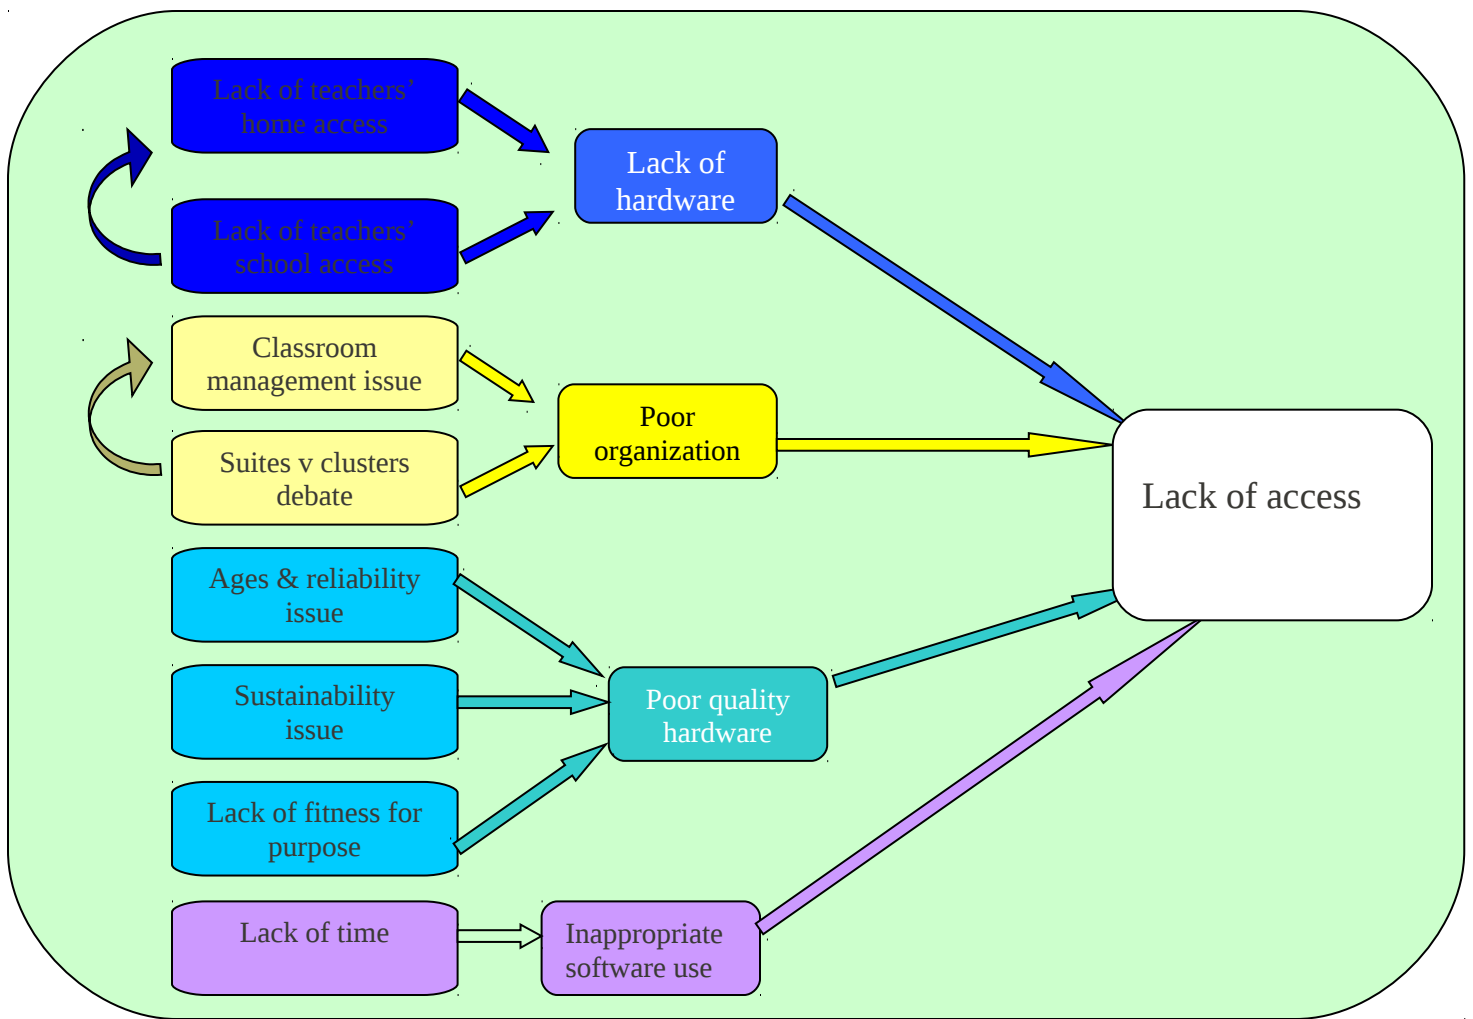 Lack of teachers’
home access
Lack of
hardware
Lack of teachers’
school access
Classroom
management issue
Poor
organization
Suites v clusters
debate
Lack of access
Ages & reliability
issue
Sustainability
issue
Poor quality
hardware
Lack of fitness for
purpose
Lack of time
Inappropriate
software use